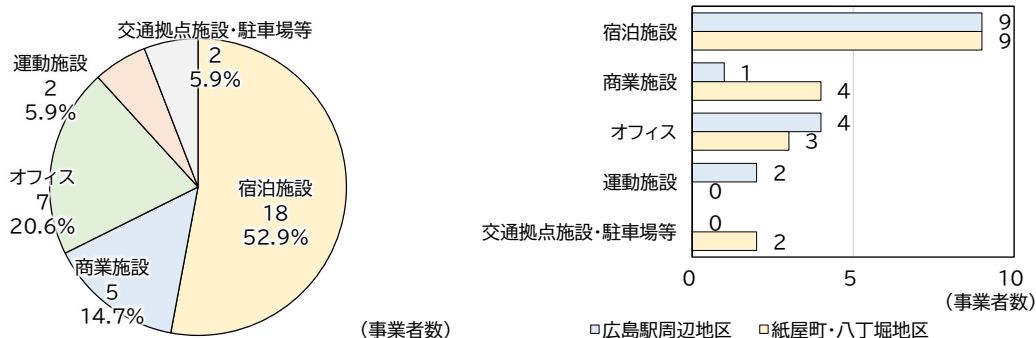 交通拠点施設・駐車場等
2
5.9%
運動施設
2
5.9%
オフィス
7
20.6%
商業施設
5
14.7%
宿泊施設
18
52.9%
(事業者数)
宿泊施設
9
9
商業施設
1
4
オフィス
4
3
運動施設
2
0
交通拠点施設・駐車場等
0
2
0 5 10
(事業者数)
広島駅周辺地区 紙屋町・八丁堀地区